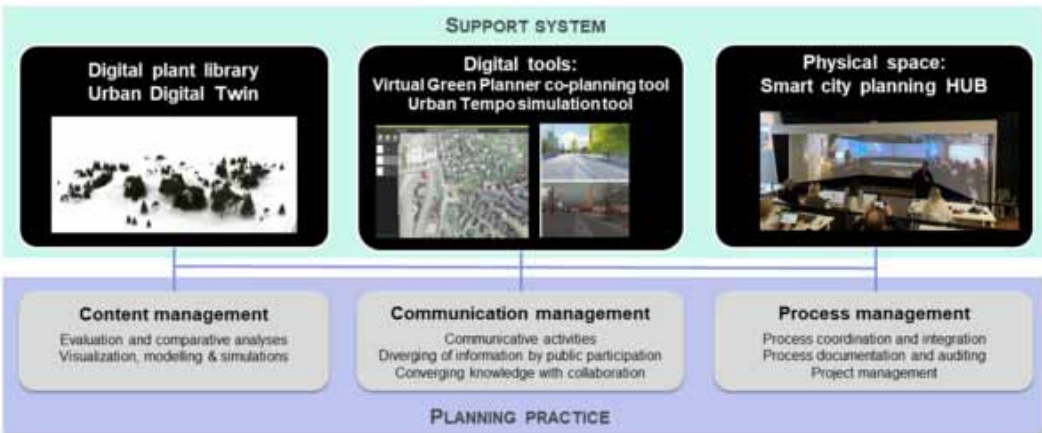 SUPPORT SYSTEM
Digital plant library
Urban Digital Twin
Digital tools:
Virtual Green Planner co-planning tool
Urban Tempo simulation tool
Physical space:
Smart city planning HUB
Content management
Evaluation and comparative analyses
Visualization, modelling & simulations
Communication management
Communicative activities
Diverging of information by public participation
Converging knowledge with collaboration
Process management
Process coordination and integration
Process documentation and auditing
Project management
PLANNING PRACTICE